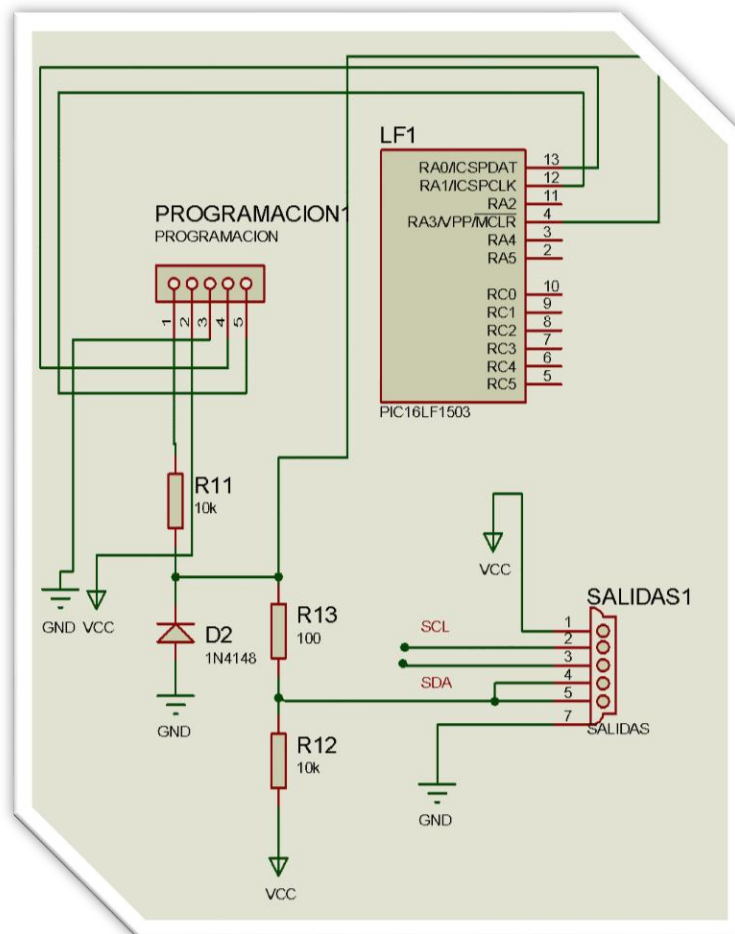 LF1
RA0/ICSPDAT 13
RA1/ICSPCLK 12
RA2 11
RA3/VPP/MCLR 4
RA4 3
RA5 2
RC0 10
RC1 9
RC2 8
RC3 7
RC4 6
RC5 5
PIC16LF1503
PROGRAMACION1
PROGRAMACION
1 2 3 4 5
R11
10k
GND VCC
D2
1N4148
GND
R13
100
R12
10k
VCC
VCC
SALIDAS1
SCL
SDA
1
2
3
4
5
7
SALIDAS
GND